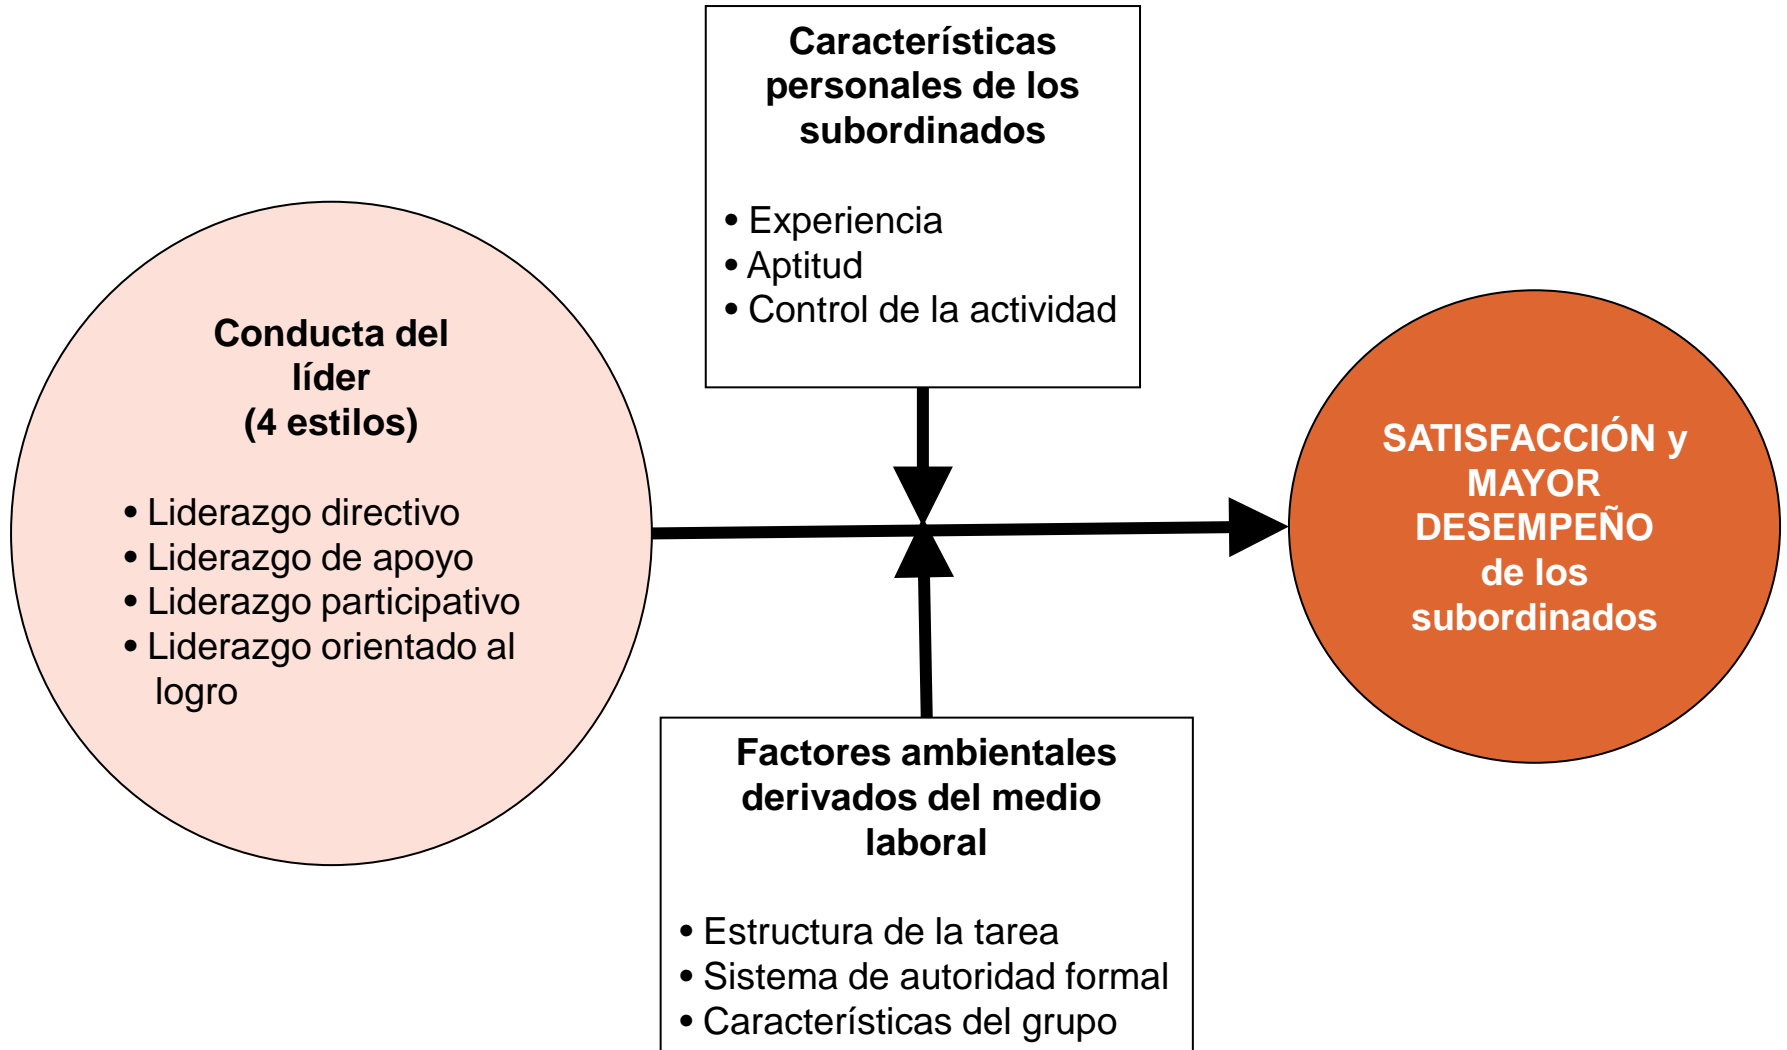 Características
personales de los
subordinados
• Experiencia
• Aptitud
• Control de la actividad
Conducta del
líder
(4 estilos)
• Liderazgo directivo
• Liderazgo de apoyo
• Liderazgo participativo
• Liderazgo orientado al
logro
SATISFACCIÓN y
MAYOR
DESEMPEÑO
de los
subordinados
Factores ambientales
derivados del medio
laboral
• Estructura de la tarea
• Sistema de autoridad formal
• Características del grupo